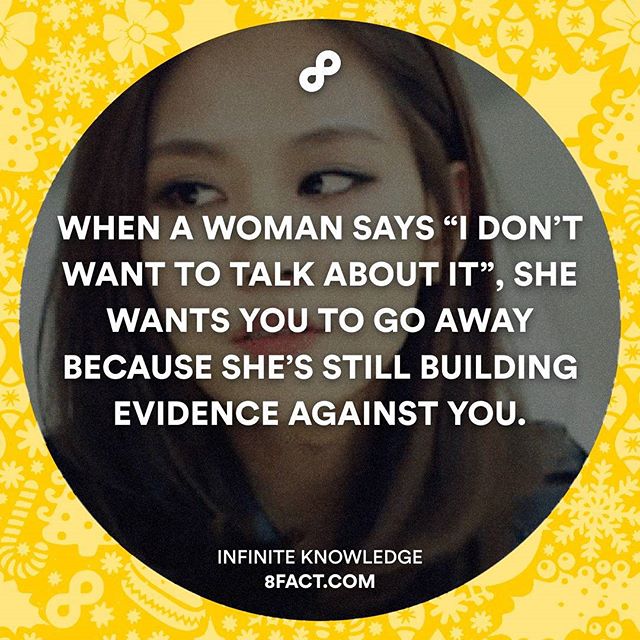 WHEN A WOMAN SAYS “I DON’T
WANT TO TALK ABOUT IT”, SHE
WANTS YOU TO GO AWAY
BECAUSE SHE’S STILL BUILDING
EVIDENCE AGAINST YOU.
INFINITE KNOWLEDGE
8FACT.COM